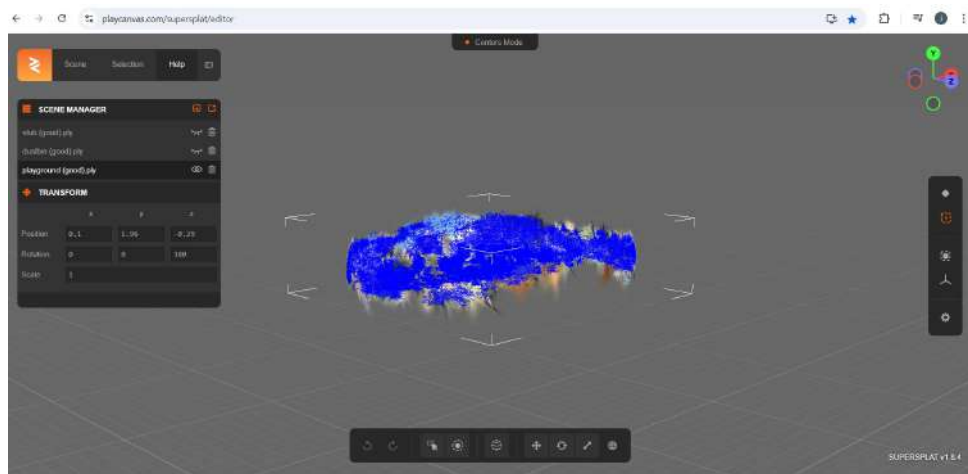 playcanvas.com/supersplat/editor
Centers Mode
Scene Selection Help
SCENE MANAGER
playground (good).ply
TRANSFORM
x y z
Position 0.1 1.96 -0.29
Rotation 0 0 180
Scale 1
Y
Z
SUPERSPLAT v1.8.4